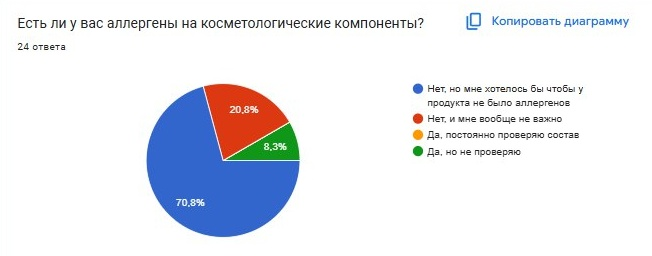 Есть ли у вас аллергены на косметологические компоненты?
Копировать диаграмму
24 ответа
Нет, но мне хотелось бы чтобы у
продукта не было аллергенов
Нет, и мне вообще не важно
Да, постоянно проверяю состав
Да, но не проверяю
20,8%
8,3%
70,8%